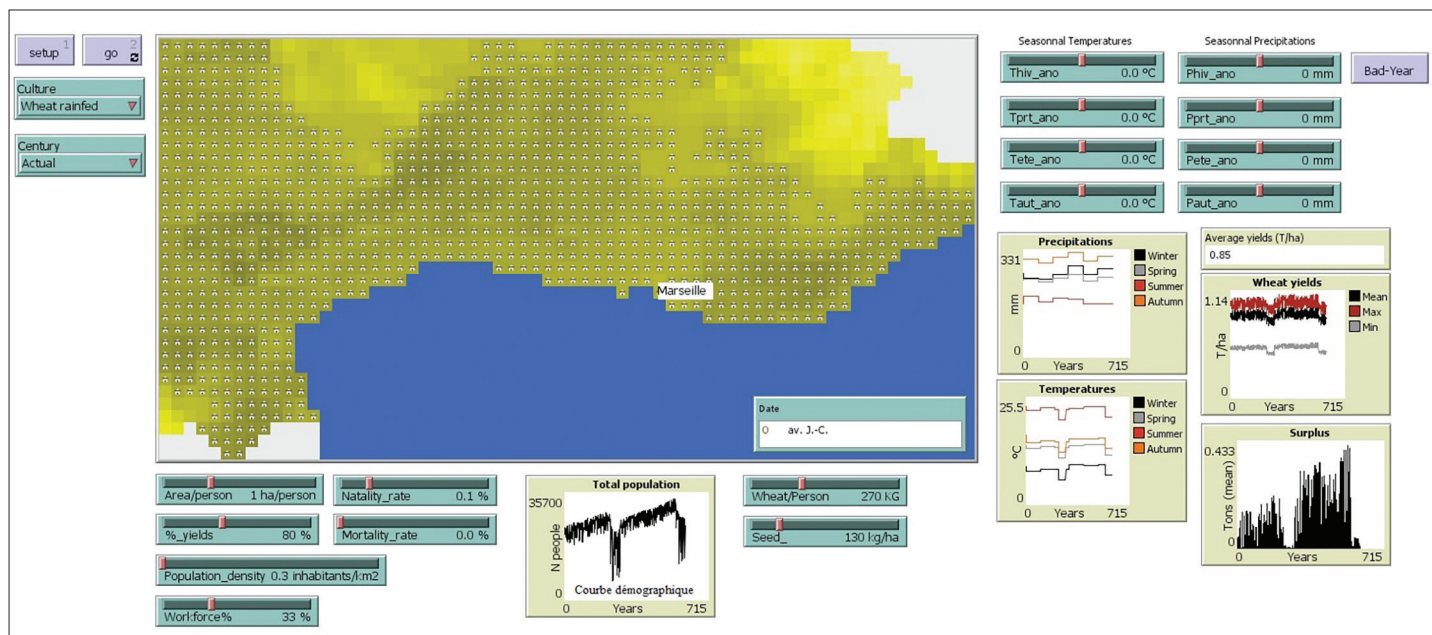 setup 1
go 2
Culture
Wheat rainfed
Century
Actual
Marseille
Date
0 av. J.-C.
Seasonnal Temperatures
Thiv_ano 0.0 ºC
Tprt_ano 0.0 ºC
Tete_ano 0.0 ºC
Taut_ano 0.0 ºC
Seasonnal Precipitations
Phiv_ano 0 mm
Pprt_ano 0 mm
Pete_ano 0 mm
Paut_ano 0 mm
Bad-Year
Precipitations
331
mm
0
0 Years 715
Winter
Spring
Summer
Autumn
Average yields (T/ha)
0.85
Wheat yields
1.14
T/ha
0
0 Years 715
Mean
Max
Min
Temperatures
25.5
ºC
0
0 Years 715
Winter
Spring
Summer
Autumn
Surplus
0.433
Tons (mean)
0
0 Years 715
Area/person 1 ha/person
Natality_rate 0.1 %
%_yields 80 %
Mortality_rate 0.0 %
Population_density 0.3 inhabitants/km2
Workforce% 33 %
Total population
35700
N people
0
Courbe démographique
0 Years 715
Wheat/Person 270 KG
Seed_ 130 kg/ha